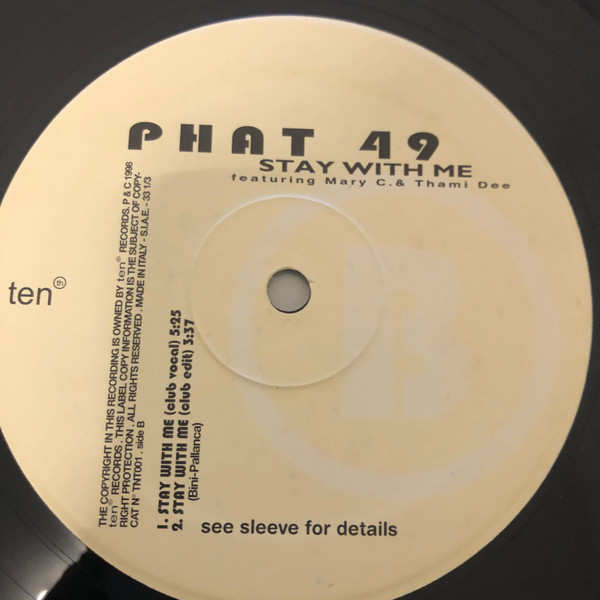 PHAT 49
STAY WITH ME
featuring Mary C. & Thami Dee
ten th
THE COPYRIGHT IN THIS RECORDING IS OWNED BY ten® RECORDS. P & C 1998
ten® RECORDS . THIS LABEL COPY INFORMATION IS THE SUBJECT OF COPY-
RIGHT PROTECTION . ALL RIGHTS RESERVED . MADE IN ITALY - S.I.A.E. - 33 1/3
CAT N° TNT001 . side B
1. STAY WITH ME (club vocal) 5:25
2. STAY WITH ME (club edit) 3:37
(Bini-Pallanca)
see sleeve for details
B